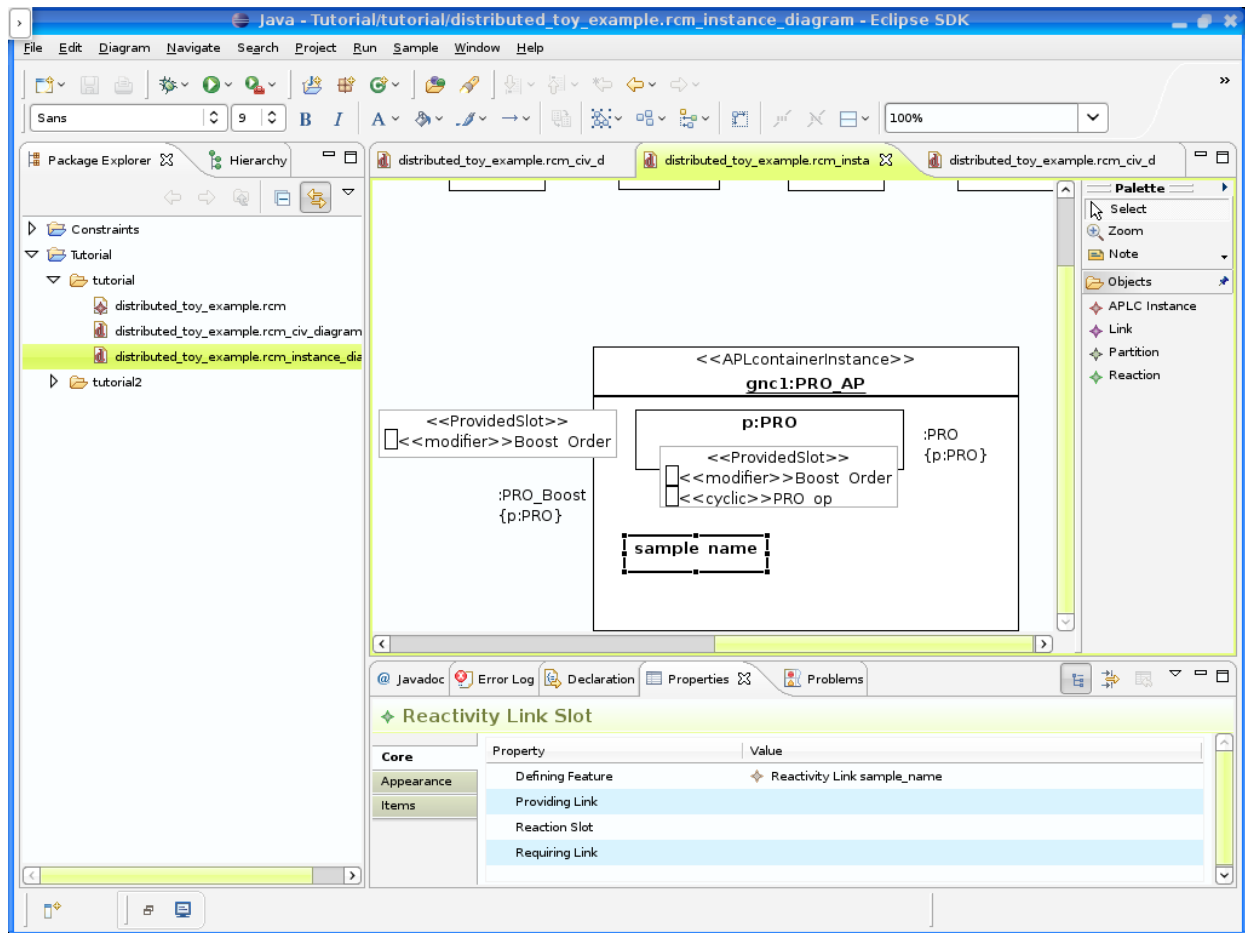 Java - Tutorial/tutorial/distributed_toy_example.rcm_instance_diagram - Eclipse SDK
File Edit Diagram Navigate Search Project Run Sample Window Help
Sans 9 B I A 100%
Package Explorer Hierarchy
distributed_toy_example.rcm_civ_d distributed_toy_example.rcm_insta distributed_toy_example.rcm_civ_d
Constraints
Tutorial
tutorial
distributed_toy_example.rcm
distributed_toy_example.rcm_civ_diagram
distributed_toy_example.rcm_instance_dia
tutorial2
<<APLcontainerInstance>>
gnc1:PRO_AP
<<ProvidedSlot>>
<<modifier>>Boost Order
p:PRO
<<ProvidedSlot>>
<<modifier>>Boost Order
<<cyclic>>PRO op
:PRO
{p:PRO}
:PRO_Boost
{p:PRO}
sample name
Palette
Select
Zoom
Note
Objects
APLC Instance
Link
Partition
Reaction
@ Javadoc Error Log Declaration Properties Problems
Reactivity Link Slot
Core
Appearance
Items
Property Value
Defining Feature Reactivity Link sample_name
Providing Link
Reaction Slot
Requiring Link